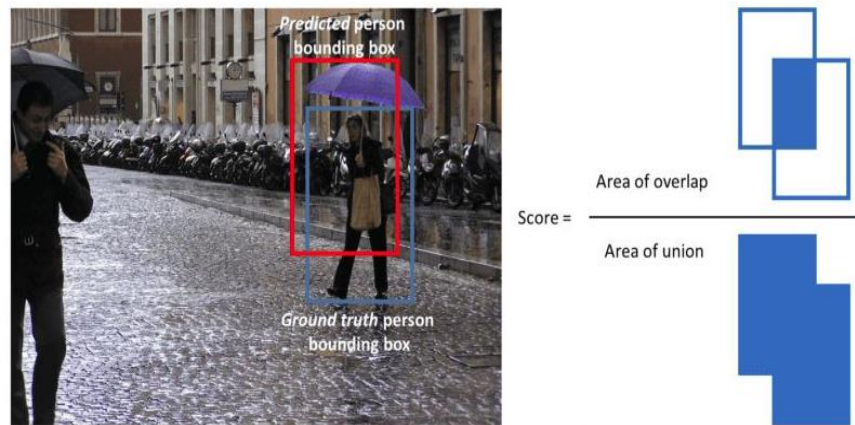 Predicted person
bounding box
Ground truth person
bounding box
Score =
Area of overlap
Area of union